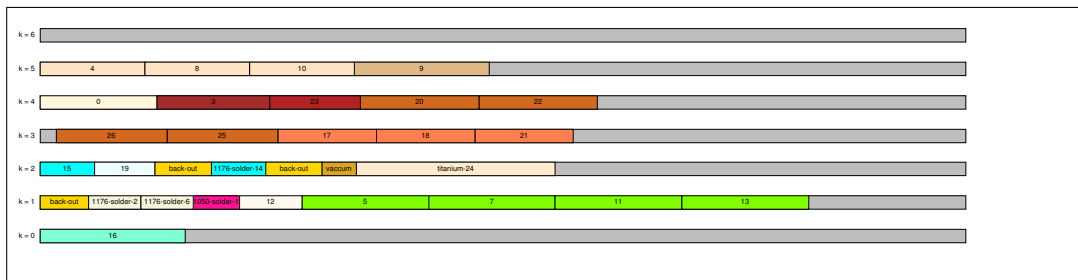 k = 6
k = 5 4 8 10 9
k = 4 0 3 23 20 22
k = 3 26 25 17 18 21
k = 2 15 19 back-out 1176-solder-14 back-out vaccum titanium-24
k = 1 back-out 1176-solder-2 1176-solder-6 1050-solder-1 12 5 7 11 13
k = 0 16